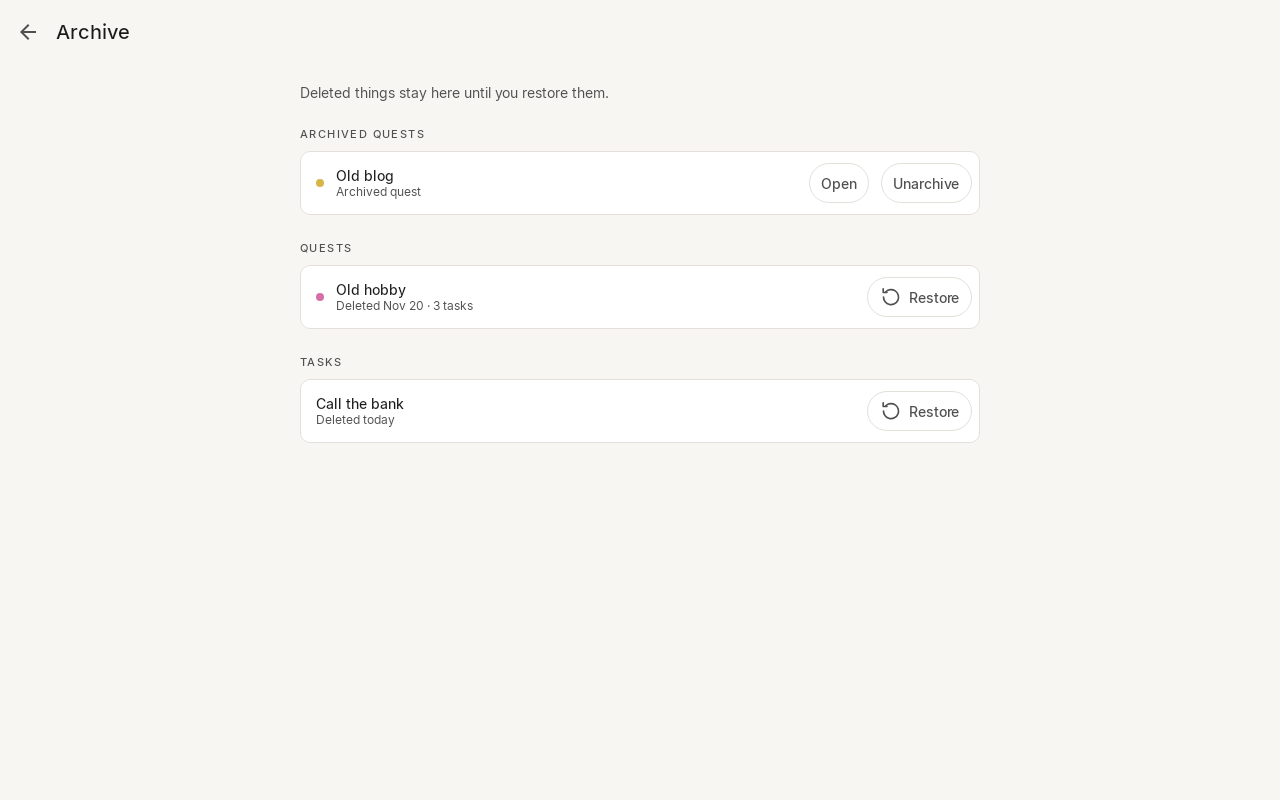 Archive
Deleted things stay here until you restore them.
ARCHIVED QUESTS
Old blog
Archived quest
Open
Unarchive
QUESTS
Old hobby
Deleted Nov 20 · 3 tasks
Restore
TASKS
Call the bank
Deleted today
Restore